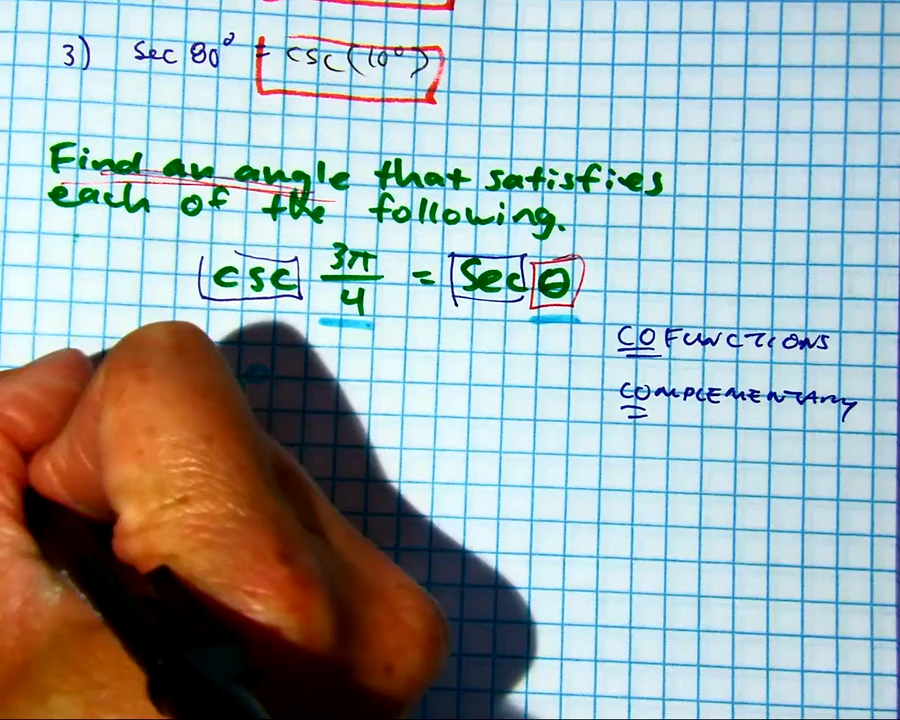 3) sec 80° = csc(10°)
Find an angle that satisfies
each of the following.
csc 3π/4 = sec θ
COFUNCTIONS
COMPLEMENTARY